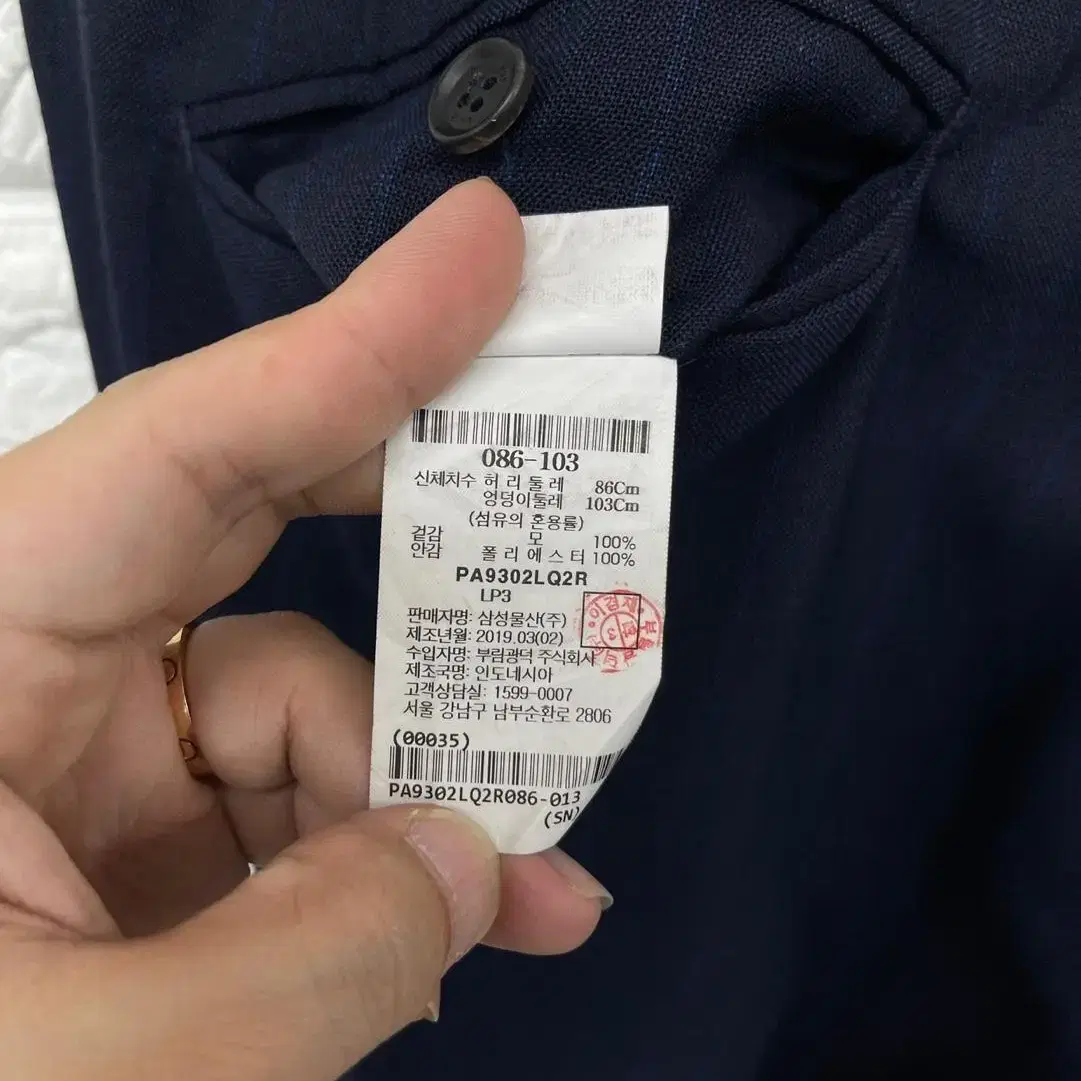 086-103
신체치수 허 리 둘 레 86Cm
엉덩이둘레 103Cm
(섬유의 혼용률)
겉감 모 100%
안감 폴 리 에 스 터 100%
PA9302LQ2R
LP3
판매자명: 삼성물산(주)
제조년월: 2019.03(02)
수입자명: 부림광덕 주식회사
제조국명: 인도네시아
고객상담실: 1599-0007
서울 강남구 남부순환로 2806
(00035)
PA9302LQ2R086-013
(SN)